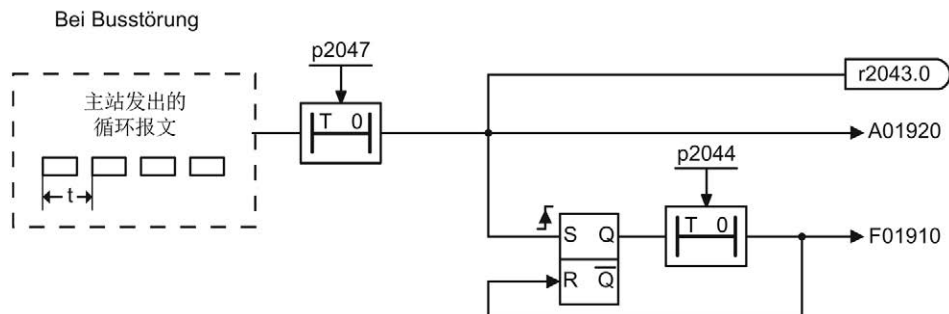 Bei Busstörung
p2047
r2043.0
主站发出的
循环报文
T 0
A01920
p2044
t
T 0
S Q
F01910
R Q̅